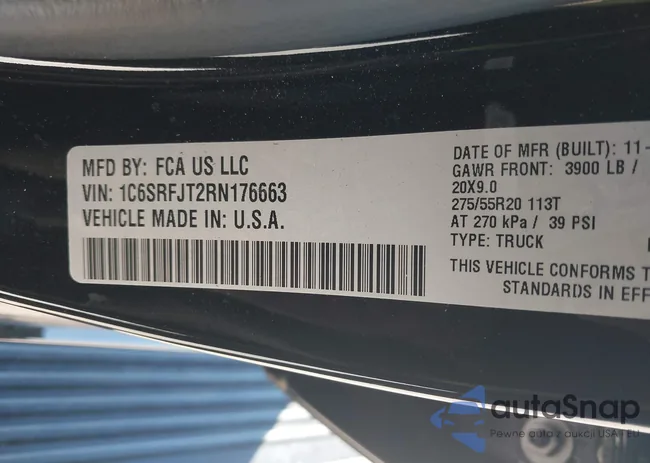 MFD BY: FCA US LLC
VIN: 1C6SRFJT2RN176663
VEHICLE MADE IN: U.S.A.
DATE OF MFR (BUILT): 11-
GAWR FRONT: 3900 LB/
20X9.0
275/55R20 113T
AT 270 kPa / 39 PSI
TYPE: TRUCK
THIS VEHICLE CONFORMS T
STANDARDS IN EFF
autoSnap
Pewne auta z aukcji USA i EU